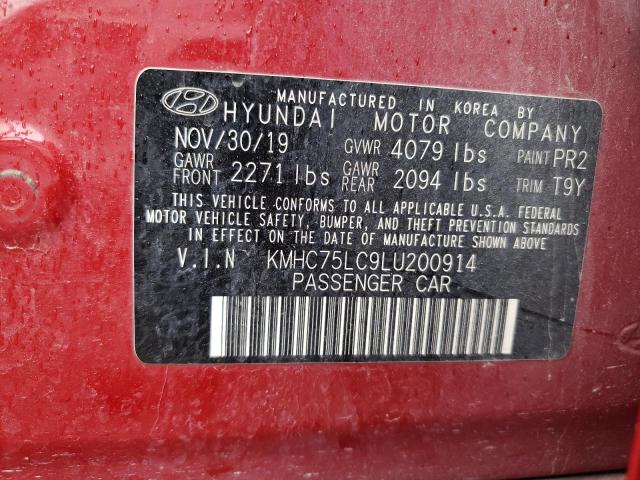 MANUFACTURED IN KOREA BY
HYUNDAI MOTOR COMPANY
NOV/30/19 GVWR 4079 lbs PAINT PR2
GAWR FRONT 2271 lbs GAWR REAR 2094 lbs TRIM T9Y
THIS VEHICLE CONFORMS TO ALL APPLICABLE U.S.A. FEDERAL
MOTOR VEHICLE SAFETY, BUMPER, AND THEFT PREVENTION STANDARDS
IN EFFECT ON THE DATE OF MANUFACTURE SHOWN ABOVE.
V.I.N KMHC75LC9LU200914
PASSENGER CAR